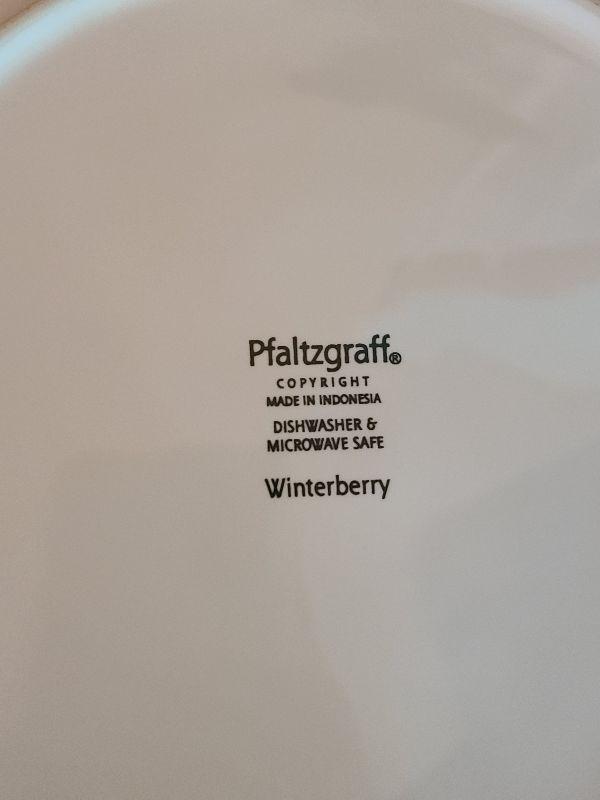 Pfaltzgraff®
COPYRIGHT
MADE IN INDONESIA
DISHWASHER &
MICROWAVE SAFE
Winterberry